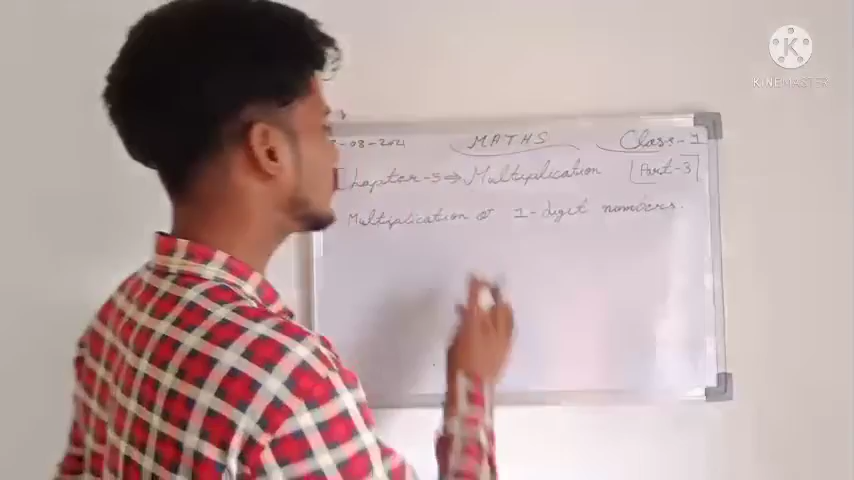 K
KINEMASTER
-08-2021 MATHS Class-1
Chapter-5⇒ Multiplication [Part-3]
Multiplication of 1-digit numbers.